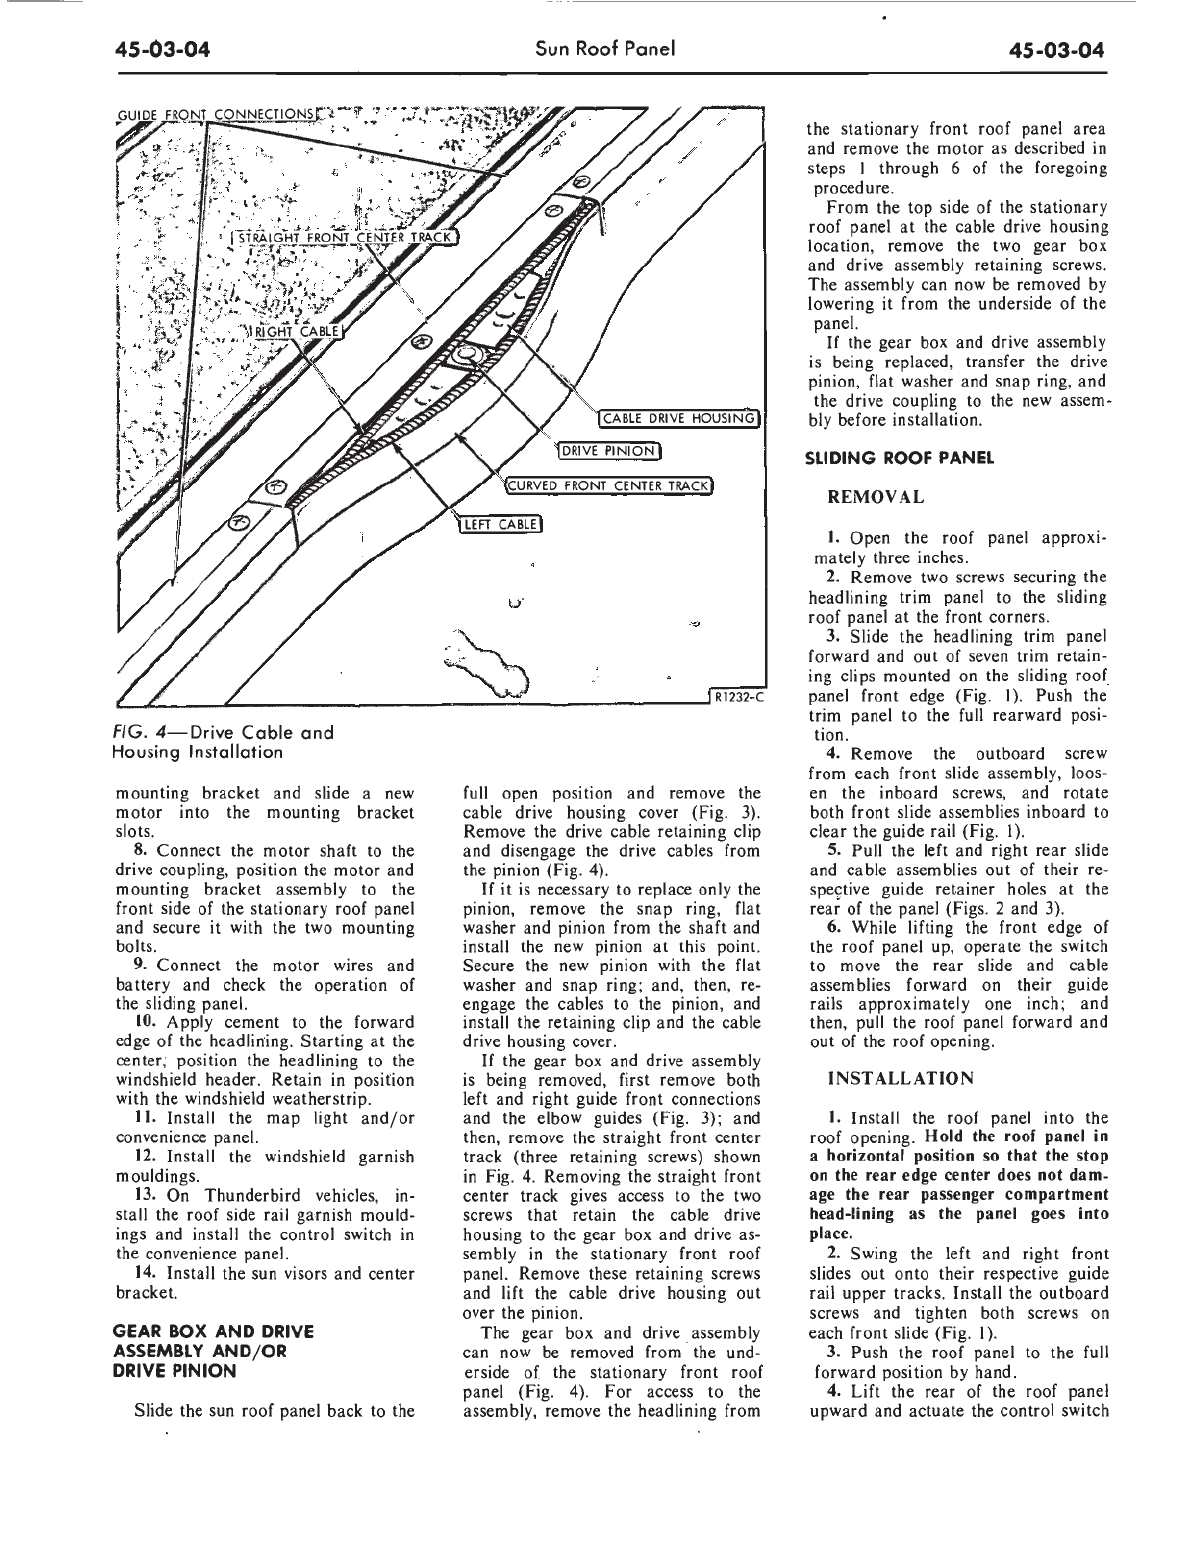 45-03-04
Sun Roof Panel
45-03-04
GUIDE FRONT CONNECTIONS
STRAIGHT FRONT CENTER TRACK
RIGHT CABLE
CABLE DRIVE HOUSING
DRIVE PINION
CURVED FRONT CENTER TRACK
LEFT CABLE
R1232-C
FIG. 4—Drive Cable and
Housing Installation
mounting bracket and slide a new
motor into the mounting bracket
slots.
8. Connect the motor shaft to the
drive coupling, position the motor and
mounting bracket assembly to the
front side of the stationary roof panel
and secure it with the two mounting
bolts.
9. Connect the motor wires and
battery and check the operation of
the sliding panel.
10. Apply cement to the forward
edge of the headlining. Starting at the
center, position the headlining to the
windshield header. Retain in position
with the windshield weatherstrip.
11. Install the map light and/or
convenience panel.
12. Install the windshield garnish
mouldings.
13. On Thunderbird vehicles, in-
stall the roof side rail garnish mould-
ings and install the control switch in
the convenience panel.
14. Install the sun visors and center
bracket.
GEAR BOX AND DRIVE
ASSEMBLY AND/OR
DRIVE PINION
Slide the sun roof panel back to the
full open position and remove the
cable drive housing cover (Fig. 3).
Remove the drive cable retaining clip
and disengage the drive cables from
the pinion (Fig. 4).
If it is necessary to replace only the
pinion, remove the snap ring, flat
washer and pinion from the shaft and
install the new pinion at this point.
Secure the new pinion with the flat
washer and snap ring; and, then, re-
engage the cables to the pinion, and
install the retaining clip and the cable
drive housing cover.
If the gear box and drive assembly
is being removed, first remove both
left and right guide front connections
and the elbow guides (Fig. 3); and
then, remove the straight front center
track (three retaining screws) shown
in Fig. 4. Removing the straight front
center track gives access to the two
screws that retain the cable drive
housing to the gear box and drive as-
sembly in the stationary front roof
panel. Remove these retaining screws
and lift the cable drive housing out
over the pinion.
The gear box and drive assembly
can now be removed from the und-
erside of the stationary front roof
panel (Fig. 4). For access to the
assembly, remove the headlining from
the stationary front roof panel area
and remove the motor as described in
steps 1 through 6 of the foregoing
procedure.
From the top side of the stationary
roof panel at the cable drive housing
location, remove the two gear box
and drive assembly retaining screws.
The assembly can now be removed by
lowering it from the underside of the
panel.
If the gear box and drive assembly
is being replaced, transfer the drive
pinion, flat washer and snap ring, and
the drive coupling to the new assem-
bly before installation.
SLIDING ROOF PANEL
REMOVAL
1. Open the roof panel approxi-
mately three inches.
2. Remove two screws securing the
headlining trim panel to the sliding
roof panel at the front corners.
3. Slide the headlining trim panel
forward and out of seven trim retain-
ing clips mounted on the sliding roof
panel front edge (Fig. 1). Push the
trim panel to the full rearward posi-
tion.
4. Remove the outboard screw
from each front slide assembly, loos-
en the inboard screws, and rotate
both front slide assemblies inboard to
clear the guide rail (Fig. 1).
5. Pull the left and right rear slide
and cable assemblies out of their re-
spective guide retainer holes at the
rear of the panel (Figs. 2 and 3).
6. While lifting the front edge of
the roof panel up, operate the switch
to move the rear slide and cable
assemblies forward on their guide
rails approximately one inch; and
then, pull the roof panel forward and
out of the roof opening.
INSTALLATION
1. Install the roof panel into the
roof opening. Hold the roof panel in
a horizontal position so that the stop
on the rear edge center does not dam-
age the rear passenger compartment
head-lining as the panel goes into
place.
2. Swing the left and right front
slides out onto their respective guide
rail upper tracks. Install the outboard
screws and tighten both screws on
each front slide (Fig. 1).
3. Push the roof panel to the full
forward position by hand.
4. Lift the rear of the roof panel
upward and actuate the control switch